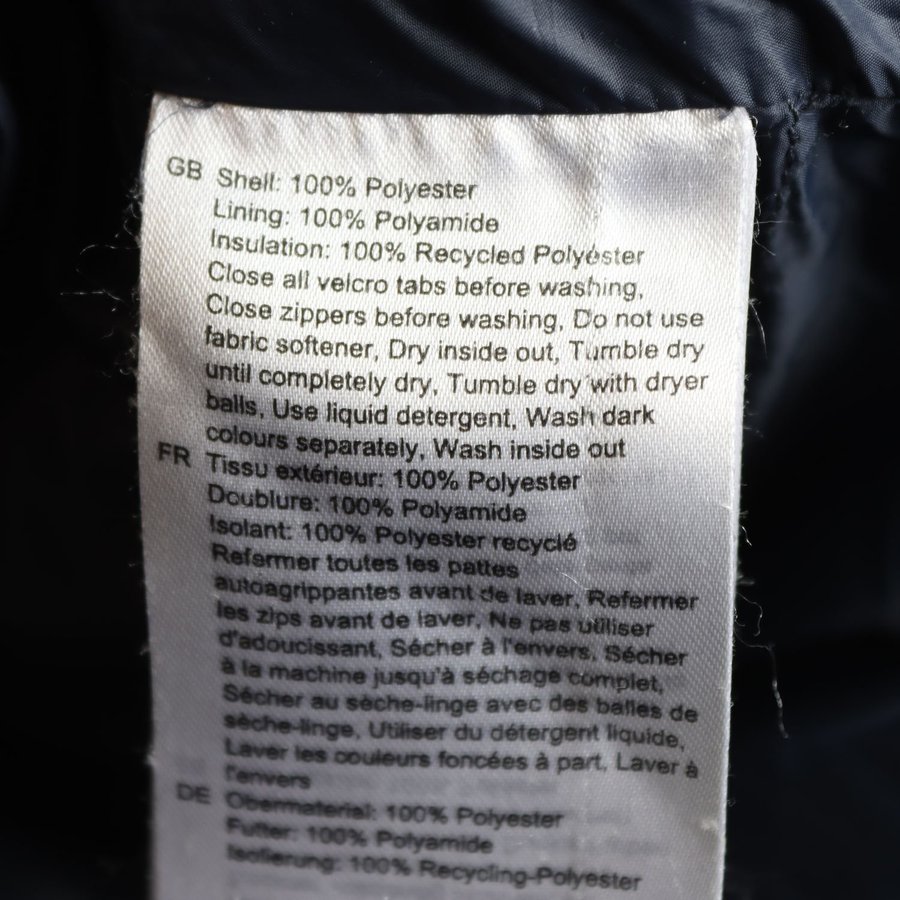 GB Shell: 100% Polyester
Lining: 100% Polyamide
Insulation: 100% Recycled Polyester
Close all velcro tabs before washing,
Close zippers before washing, Do not use
fabric softener, Dry inside out, Tumble dry
until completely dry, Tumble dry with dryer
balls, Use liquid detergent, Wash dark
colours separately, Wash inside out
FR Tissu extérieur: 100% Polyester
Doublure: 100% Polyamide
Isolant: 100% Polyester recyclé
Refermer toutes les pattes
autoagrippantes avant de laver, Refermer
les zips avant de laver, Ne pas utiliser
d'adoucissant, Sécher à l'envers, Sécher
à la machine jusqu'à séchage complet,
Sécher au sèche-linge avec des balles de
sèche-linge, Utiliser du détergent liquide,
Laver les couleurs foncées à part, Laver à
l'envers
DE Obermaterial: 100% Polyester
Futter: 100% Polyamide
Isolierung: 100% Recycling-Polyester